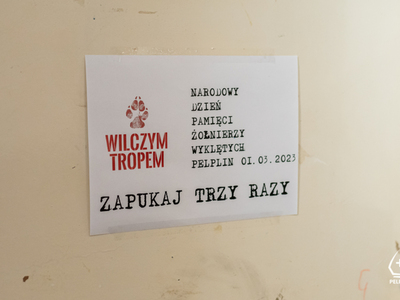 WILCZYM
TROPEM
NARODOWY
DZIEŃ
PAMIĘCI
ŻOŁNIERZY
WYKLĘTYCH
PELPLIN 01.03.2023
ZAPUKAJ TRZY RAZY